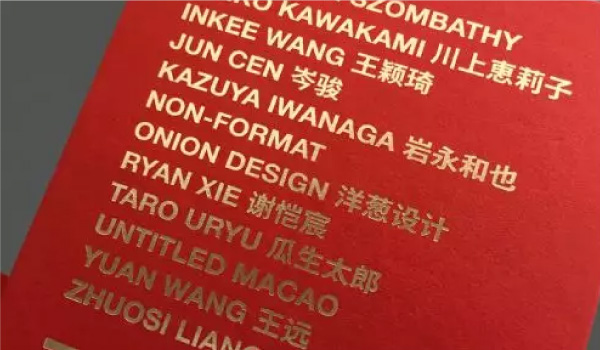 SZOMBATHY
KAWAKAMI 川上恵莉子
INKEE WANG 王颖琦
JUN CEN 岑骏
KAZUYA IWANAGA 岩永和也
NON-FORMAT
ONION DESIGN 洋葱设计
RYAN XIE 谢恺宸
TARO URYU 瓜生太郎
UNTITLED MACAO
YUAN WANG 王远
ZHUOSI LIANG